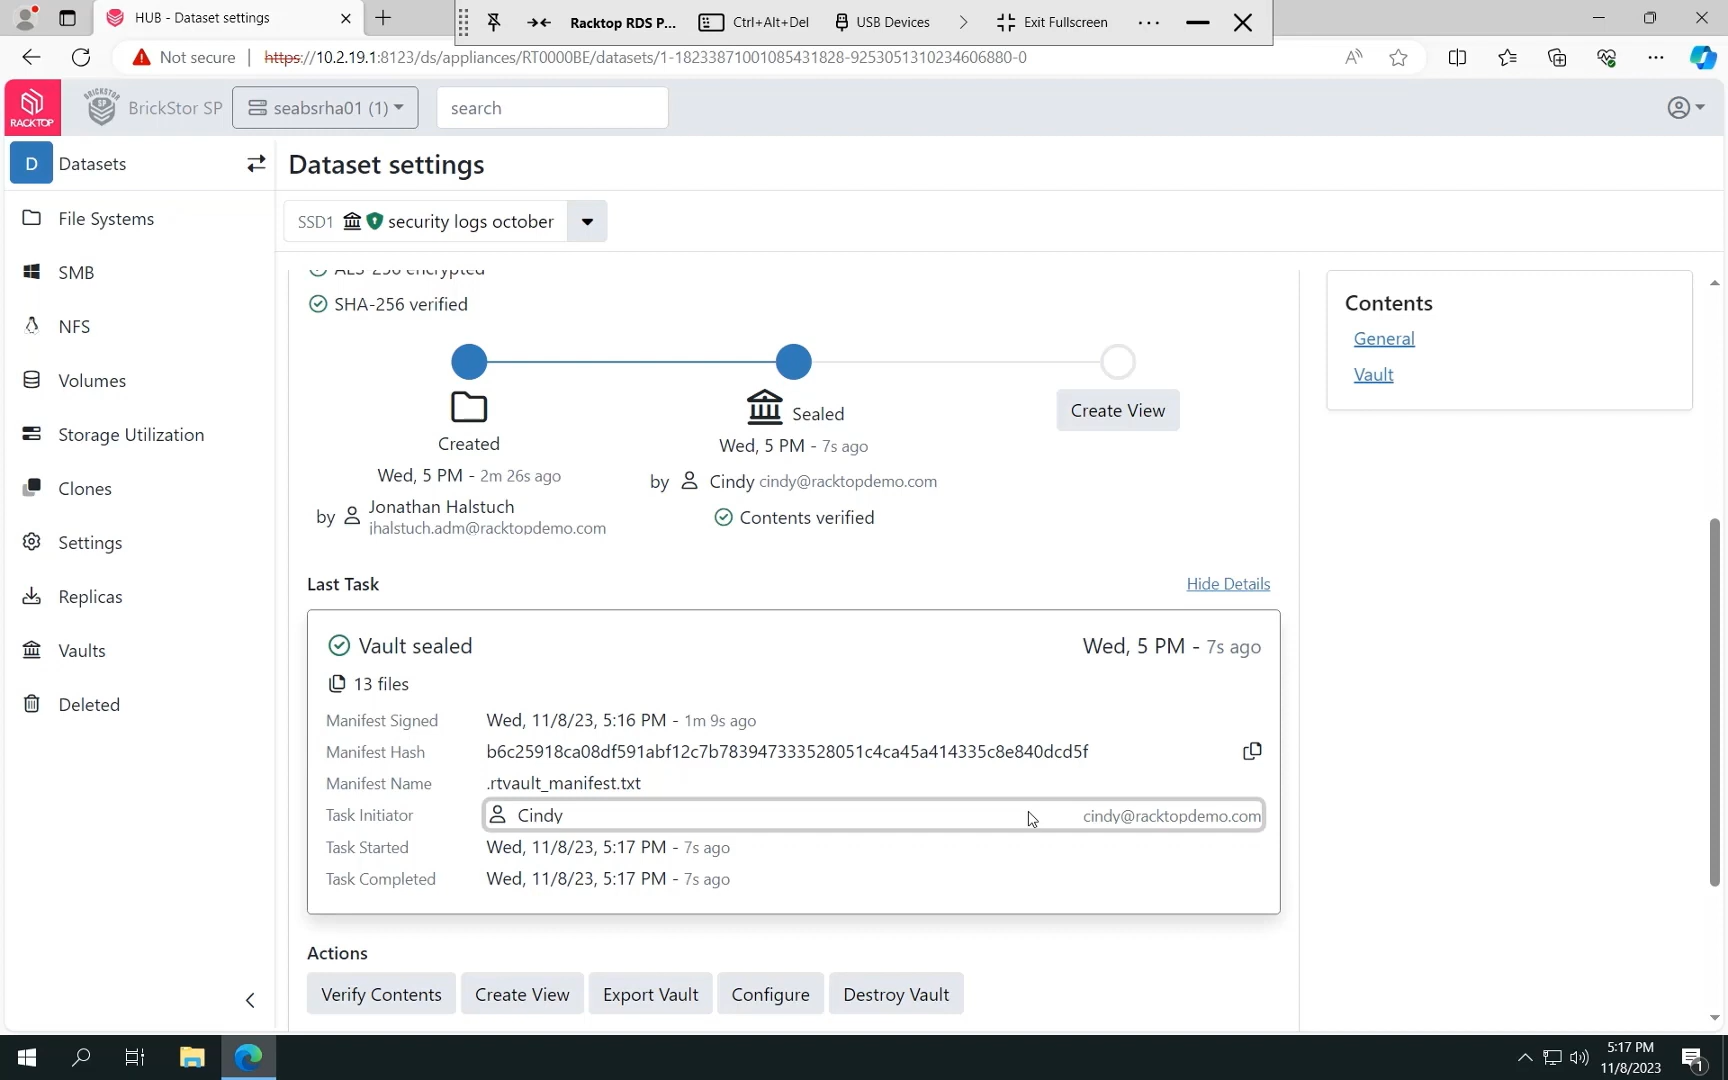 HUB - Dataset settings
Racktop RDS P...
Ctrl+Alt+Del
USB Devices
Exit Fullscreen
Not secure
https://10.2.19.1:8123/ds/appliances/RT0000BE/datasets/1-18233871001085431828-9253051310234606880-0
RACKTOP
BRICKSTOR
SP
BrickStor SP
seabsrha01 (1)
search
D
Datasets
Dataset settings
File Systems
SMB
NFS
Volumes
Storage Utilization
Clones
Settings
Replicas
Vaults
Deleted
SSD1 security logs october
AES-256 encrypted
SHA-256 verified
Created
Wed, 5 PM - 2m 26s ago
by
Jonathan Halstuch
jhalstuch.adm@racktopdemo.com
Sealed
Wed, 5 PM - 7s ago
by Cindy cindy@racktopdemo.com
Contents verified
Create View
Contents
General
Vault
Last Task
Hide Details
Vault sealed
Wed, 5 PM - 7s ago
13 files
Manifest Signed Wed, 11/8/23, 5:16 PM - 1m 9s ago
Manifest Hash b6c25918ca08df591abf12c7b783947333528051c4ca45a414335c8e840dcd5f
Manifest Name .rtvault_manifest.txt
Task Initiator Cindy cindy@racktopdemo.com
Task Started Wed, 11/8/23, 5:17 PM - 7s ago
Task Completed Wed, 11/8/23, 5:17 PM - 7s ago
Actions
Verify Contents
Create View
Export Vault
Configure
Destroy Vault
5:17 PM
11/8/2023
1